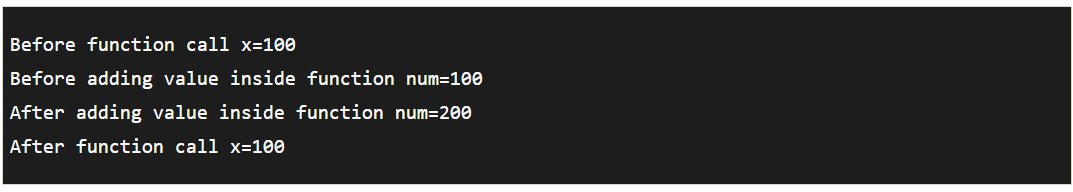 Before function call x=100
Before adding value inside function num=100
After adding value inside function num=200
After function call x=100